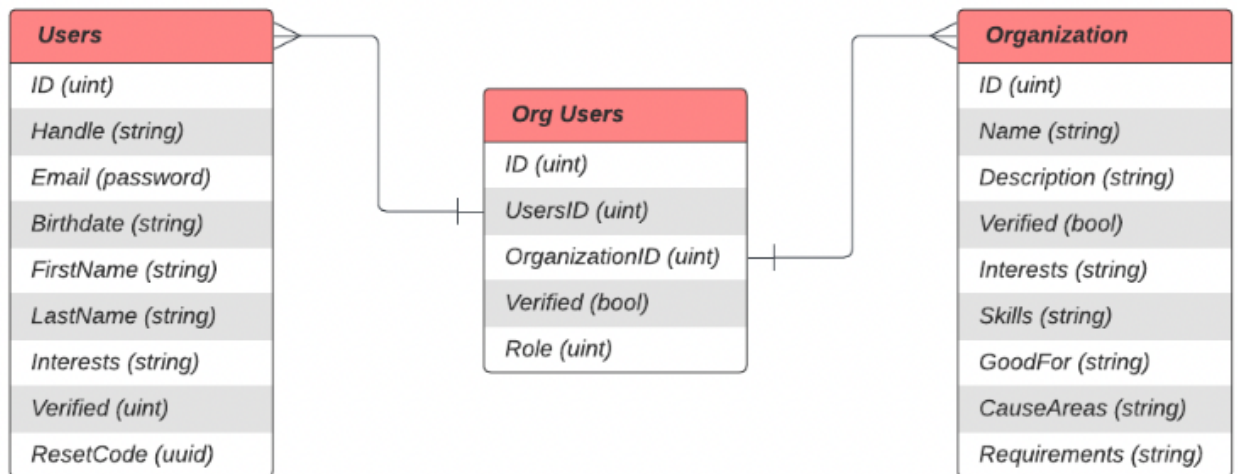 Users
ID (uint)
Handle (string)
Email (password)
Birthdate (string)
FirstName (string)
LastName (string)
Interests (string)
Verified (uint)
ResetCode (uuid)
Org Users
ID (uint)
UsersID (uint)
OrganizationID (uint)
Verified (bool)
Role (uint)
Organization
ID (uint)
Name (string)
Description (string)
Verified (bool)
Interests (string)
Skills (string)
GoodFor (string)
CauseAreas (string)
Requirements (string)